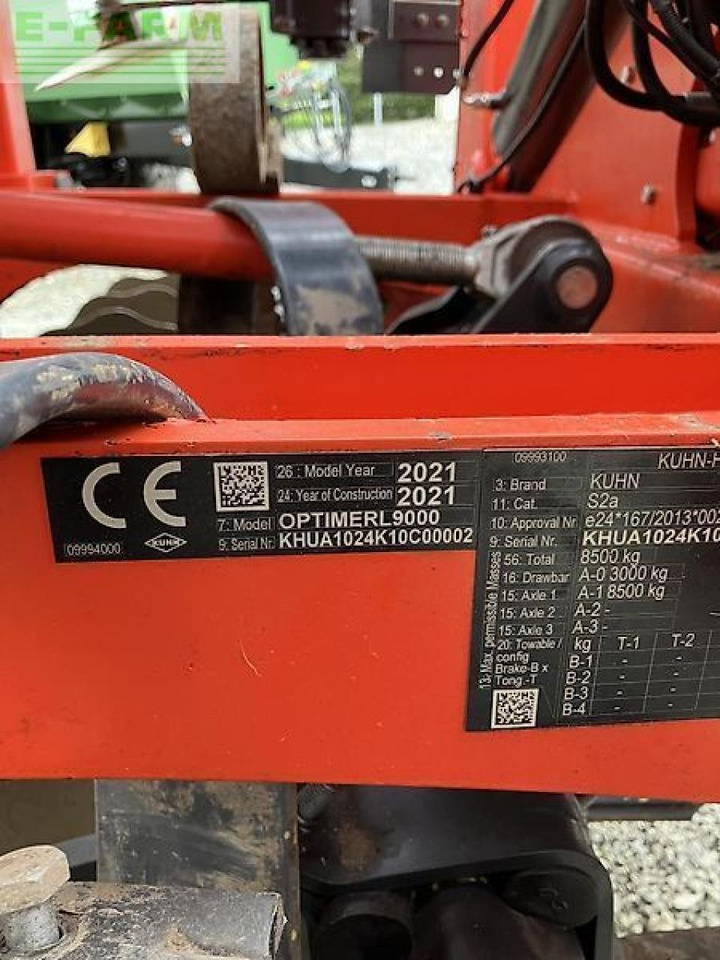 E-FARM
CE
KUHN
09994000
26 : Model Year 2021
24: Year of Construction 2021
7: Model OPTIMERL9000
9: Serial Nr. KHUA1024K10C00002
09993100 KUHN-H
3: Brand KUHN
11: Cat. S2a
10: Approval Nr e24*167/2013*00
9: Serial Nr. KHUA1024K10
13- Max. permissible Masses
56: Total 8500 kg
16: Drawbar A-0 3000 kg
15: Axle 1 A-1 8500 kg
15: Axle 2 A-2 -
15: Axle 3 A-3 -
20: Towable / kg T-1 T-2
config B-1 - -
Brake-B x B-2 - -
Tong.-T B-3 - -
B-4 - -